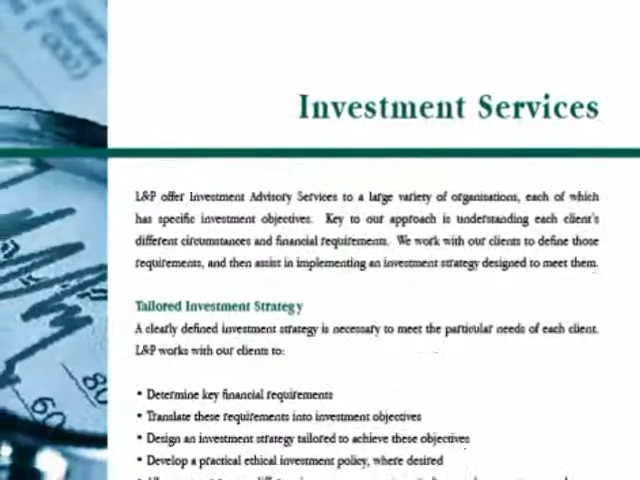 Investment Services
L&P offer Investment Advisory Services to a large variety of organisations, each of which
has specific investment objectives. Key to our approach is understanding each client's
different circumstances and financial requirements. We work with our clients to define those
requirements, and then assist in implementing an investment strategy designed to meet them.
Tailored Investment Strategy
A clearly defined investment strategy is necessary to meet the particular needs of each client.
L&P works with our clients to:
• Determine key financial requirements
• Translate these requirements into investment objectives
• Design an investment strategy tailored to achieve these objectives
• Develop a practical ethical investment policy, where desired
80
60